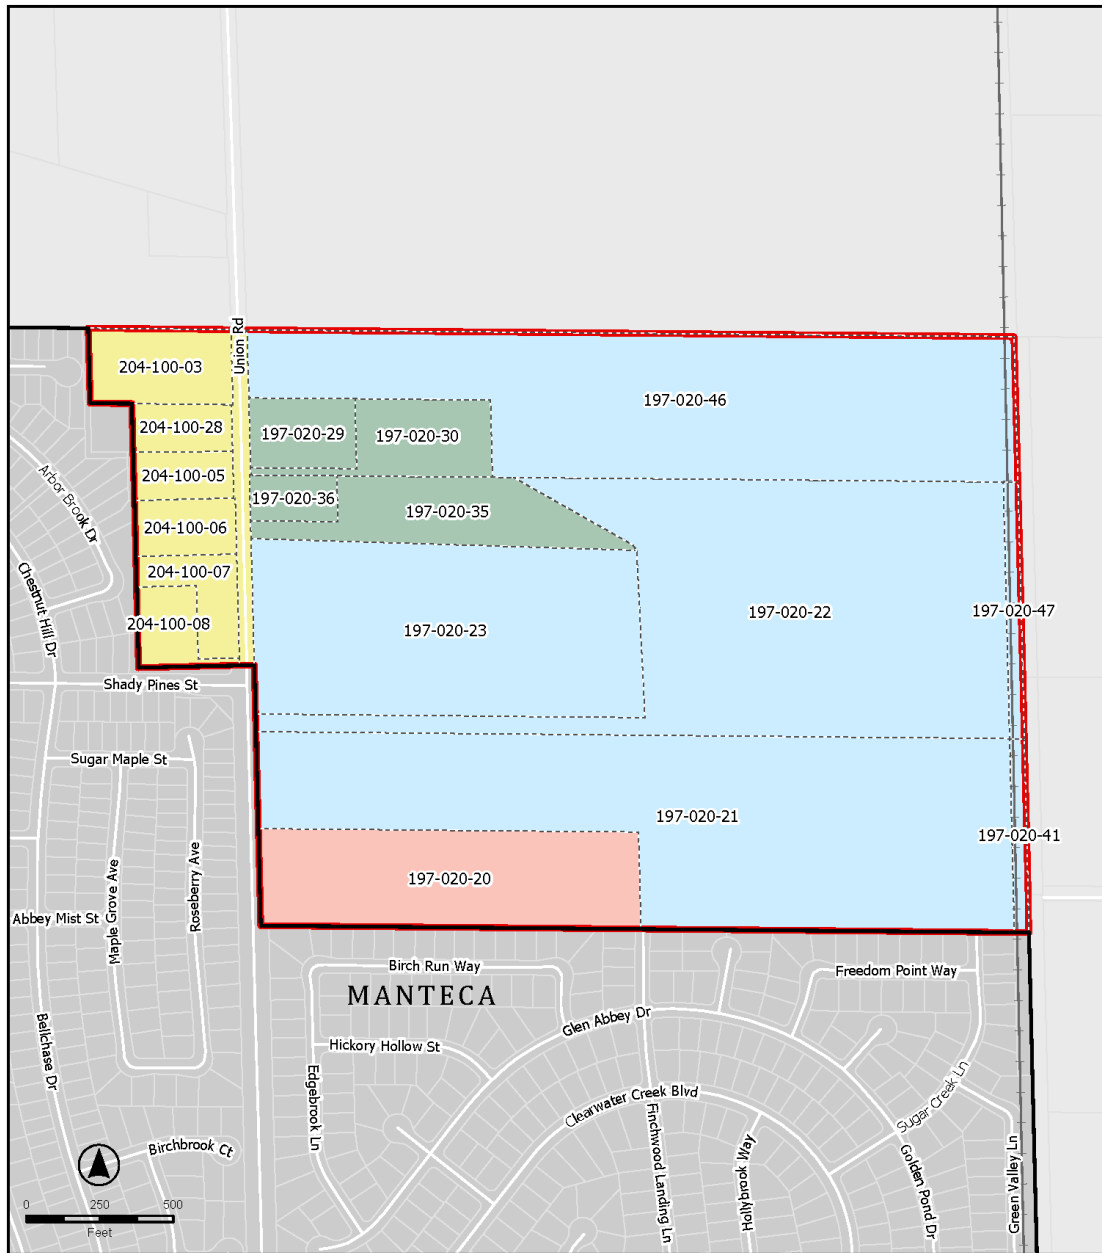 Union Rd
204-100-03
197-020-46
204-100-28
197-020-29
197-020-30
204-100-05
197-020-36
197-020-35
204-100-06
Arbor Brook Dr
204-100-07
Chestnut Hill Dr
204-100-08
197-020-23
197-020-22
197-020-47
Shady Pines St
Sugar Maple St
197-020-21
197-020-41
197-020-20
Maple Grove Ave
Roseberry Ave
Abbey Mist St
Birch Run Way
Freedom Point Way
MANTECA
Glen Abbey Dr
Bellchase Dr
Hickory Hollow St
Edgebrook Ln
Clearwater Creek Blvd
Sugar Creek Ln
Finchwood Landing Ln
Hollybrook Way
Golden Pond Dr
Green Valley Ln
Birchbrook Ct
0 250 500
Feet